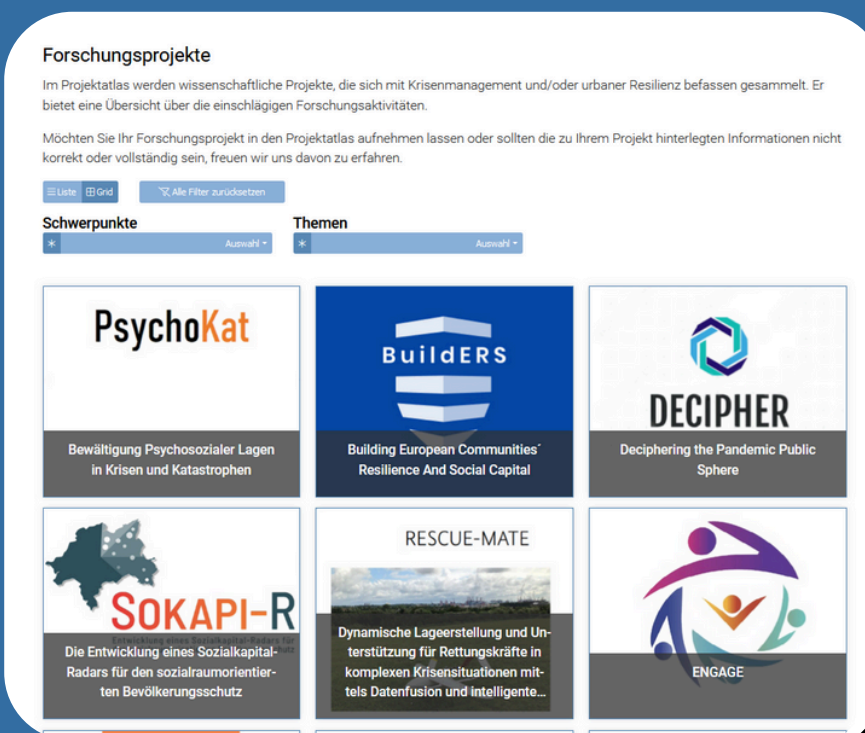 Forschungsprojekte
Im Projektatlas werden wissenschaftliche Projekte, die sich mit Krisenmanagement und/oder urbaner Resilienz befassen gesammelt. Er
bietet eine Übersicht über die einschlägigen Forschungsaktivitäten.
Möchten Sie Ihr Forschungsprojekt in den Projektatlas aufnehmen lassen oder sollten die zu Ihrem Projekt hinterlegten Informationen nicht
korrekt oder vollständig sein, freuen wir uns davon zu erfahren.
Liste Grid Alle Filter zurücksetzen
Schwerpunkte Themen
Auswahl Auswahl
PsychoKat
Bewältigung Psychosozialer Lagen
in Krisen und Katastrophen
BuildERS
Building European Communities´
Resilience And Social Capital
DECIPHER
Deciphering the Pandemic Public
Sphere
SOKAPI-R
Entwicklung eines Sozialkapital-Radars für
Die Entwicklung eines Sozialkapital-
Radars für den sozialraumorientier-
ten Bevölkerungsschutz
RESCUE-MATE
Dynamische Lageerstellung und Un-
terstützung für Rettungskräfte in
komplexen Krisensituationen mit-
tels Datenfusion und intelligente...
ENGAGE